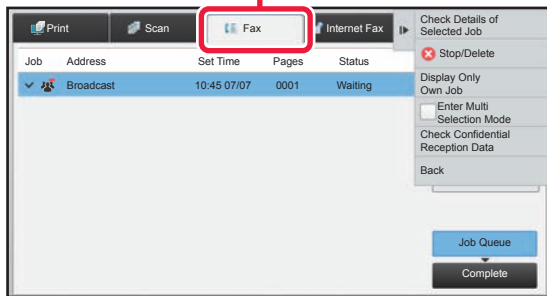 Print
Scan
Fax
Internet Fax
Job Address Set Time Pages Status
Broadcast 10:45 07/07 0001 Waiting
Check Details of
Selected Job
Stop/Delete
Display Only
Own Job
Enter Multi
Selection Mode
Check Confidential
Reception Data
Back
Job Queue
Complete